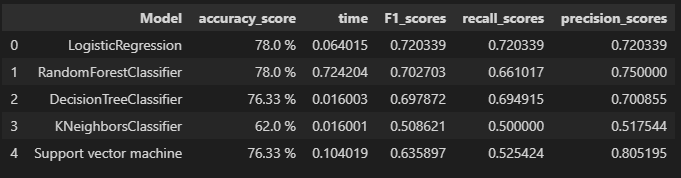 Model accuracy_score time F1_scores recall_scores precision_scores
0 LogisticRegression 78.0 % 0.064015 0.720339 0.720339 0.720339
1 RandomForestClassifier 78.0 % 0.724204 0.702703 0.661017 0.750000
2 DecisionTreeClassifier 76.33 % 0.016003 0.697872 0.694915 0.700855
3 KNeighborsClassifier 62.0 % 0.016001 0.508621 0.500000 0.517544
4 Support vector machine 76.33 % 0.104019 0.635897 0.525424 0.805195